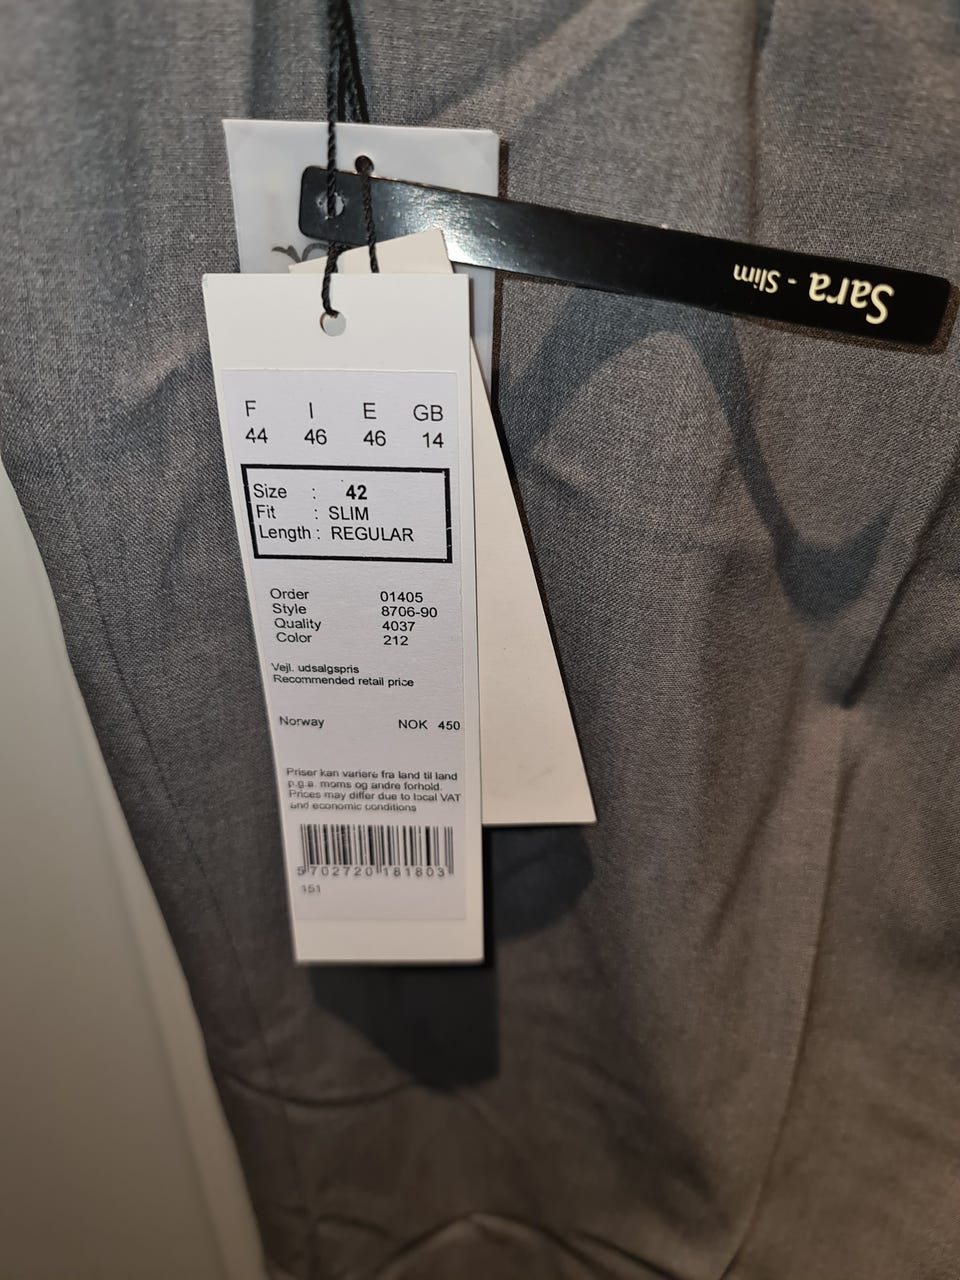 Sara - Slim
F I E GB
44 46 46 14
Size : 42
Fit : SLIM
Length : REGULAR
Order 01405
Style 8706-90
Quality 4037
Color 212
Vejl. udsalgspris
Recommended retail price
Norway NOK 450
Priser kan variere fra land til land
p.g.a. moms og andre forhold.
Prices may differ due to local VAT
and economic conditions
5702720181803
151